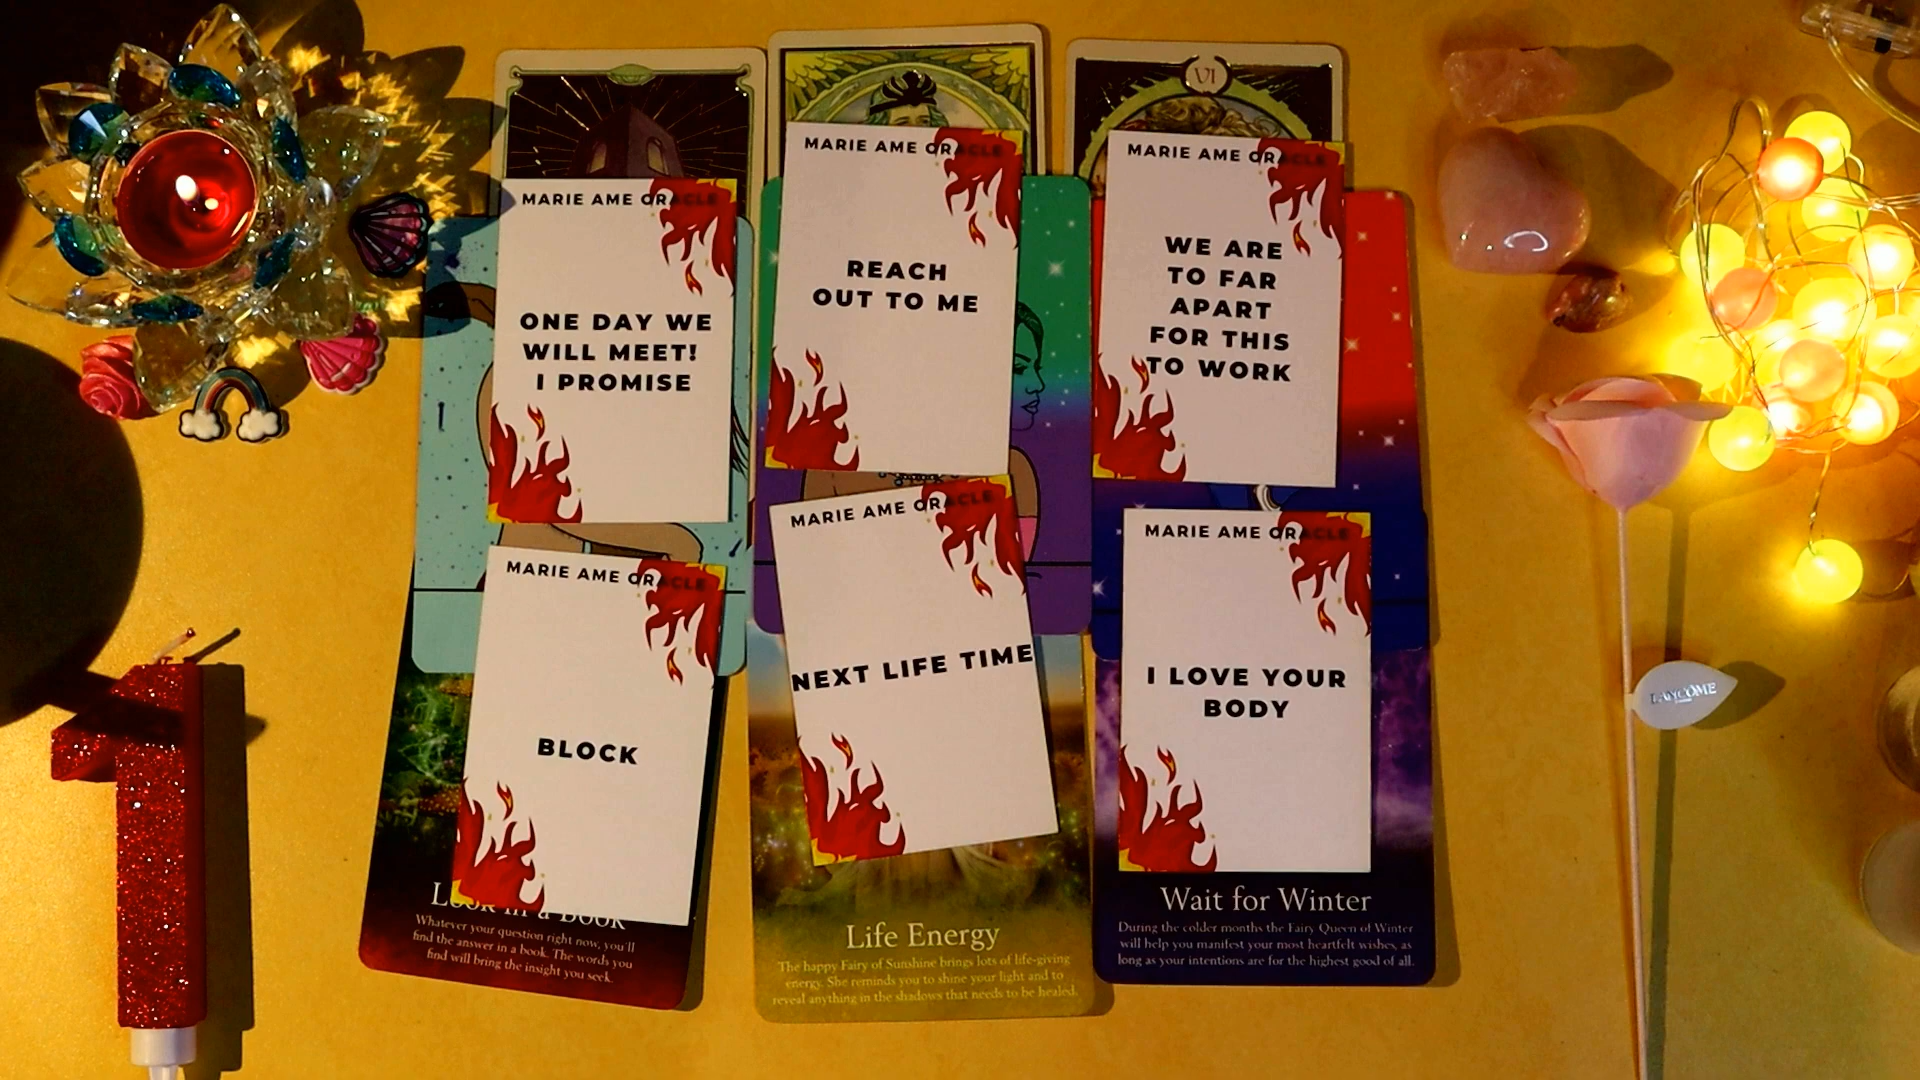 VI
MARIE AME ORACLE
ONE DAY WE
WILL MEET!
I PROMISE
MARIE AME ORACLE
REACH
OUT TO ME
MARIE AME ORACLE
WE ARE
TO FAR
APART
FOR THIS
TO WORK
MARIE AME ORACLE
BLOCK
MARIE AME ORACLE
NEXT LIFE TIME
MARIE AME ORACLE
I LOVE YOUR
BODY
Look in a Book
Whatever your question right now, you'll
find the answer in a book. The words you
find will bring the insight you seek.
Life Energy
The happy Fairy of Sunshine brings lots of life-giving
energy. She reminds you to shine your light and to
reveal anything in the shadows that needs to be healed.
Wait for Winter
During the colder months the Fairy Queen of Winter
will help you manifest your most heartfelt wishes, as
long as your intentions are for the highest good of all.
LANCÔME